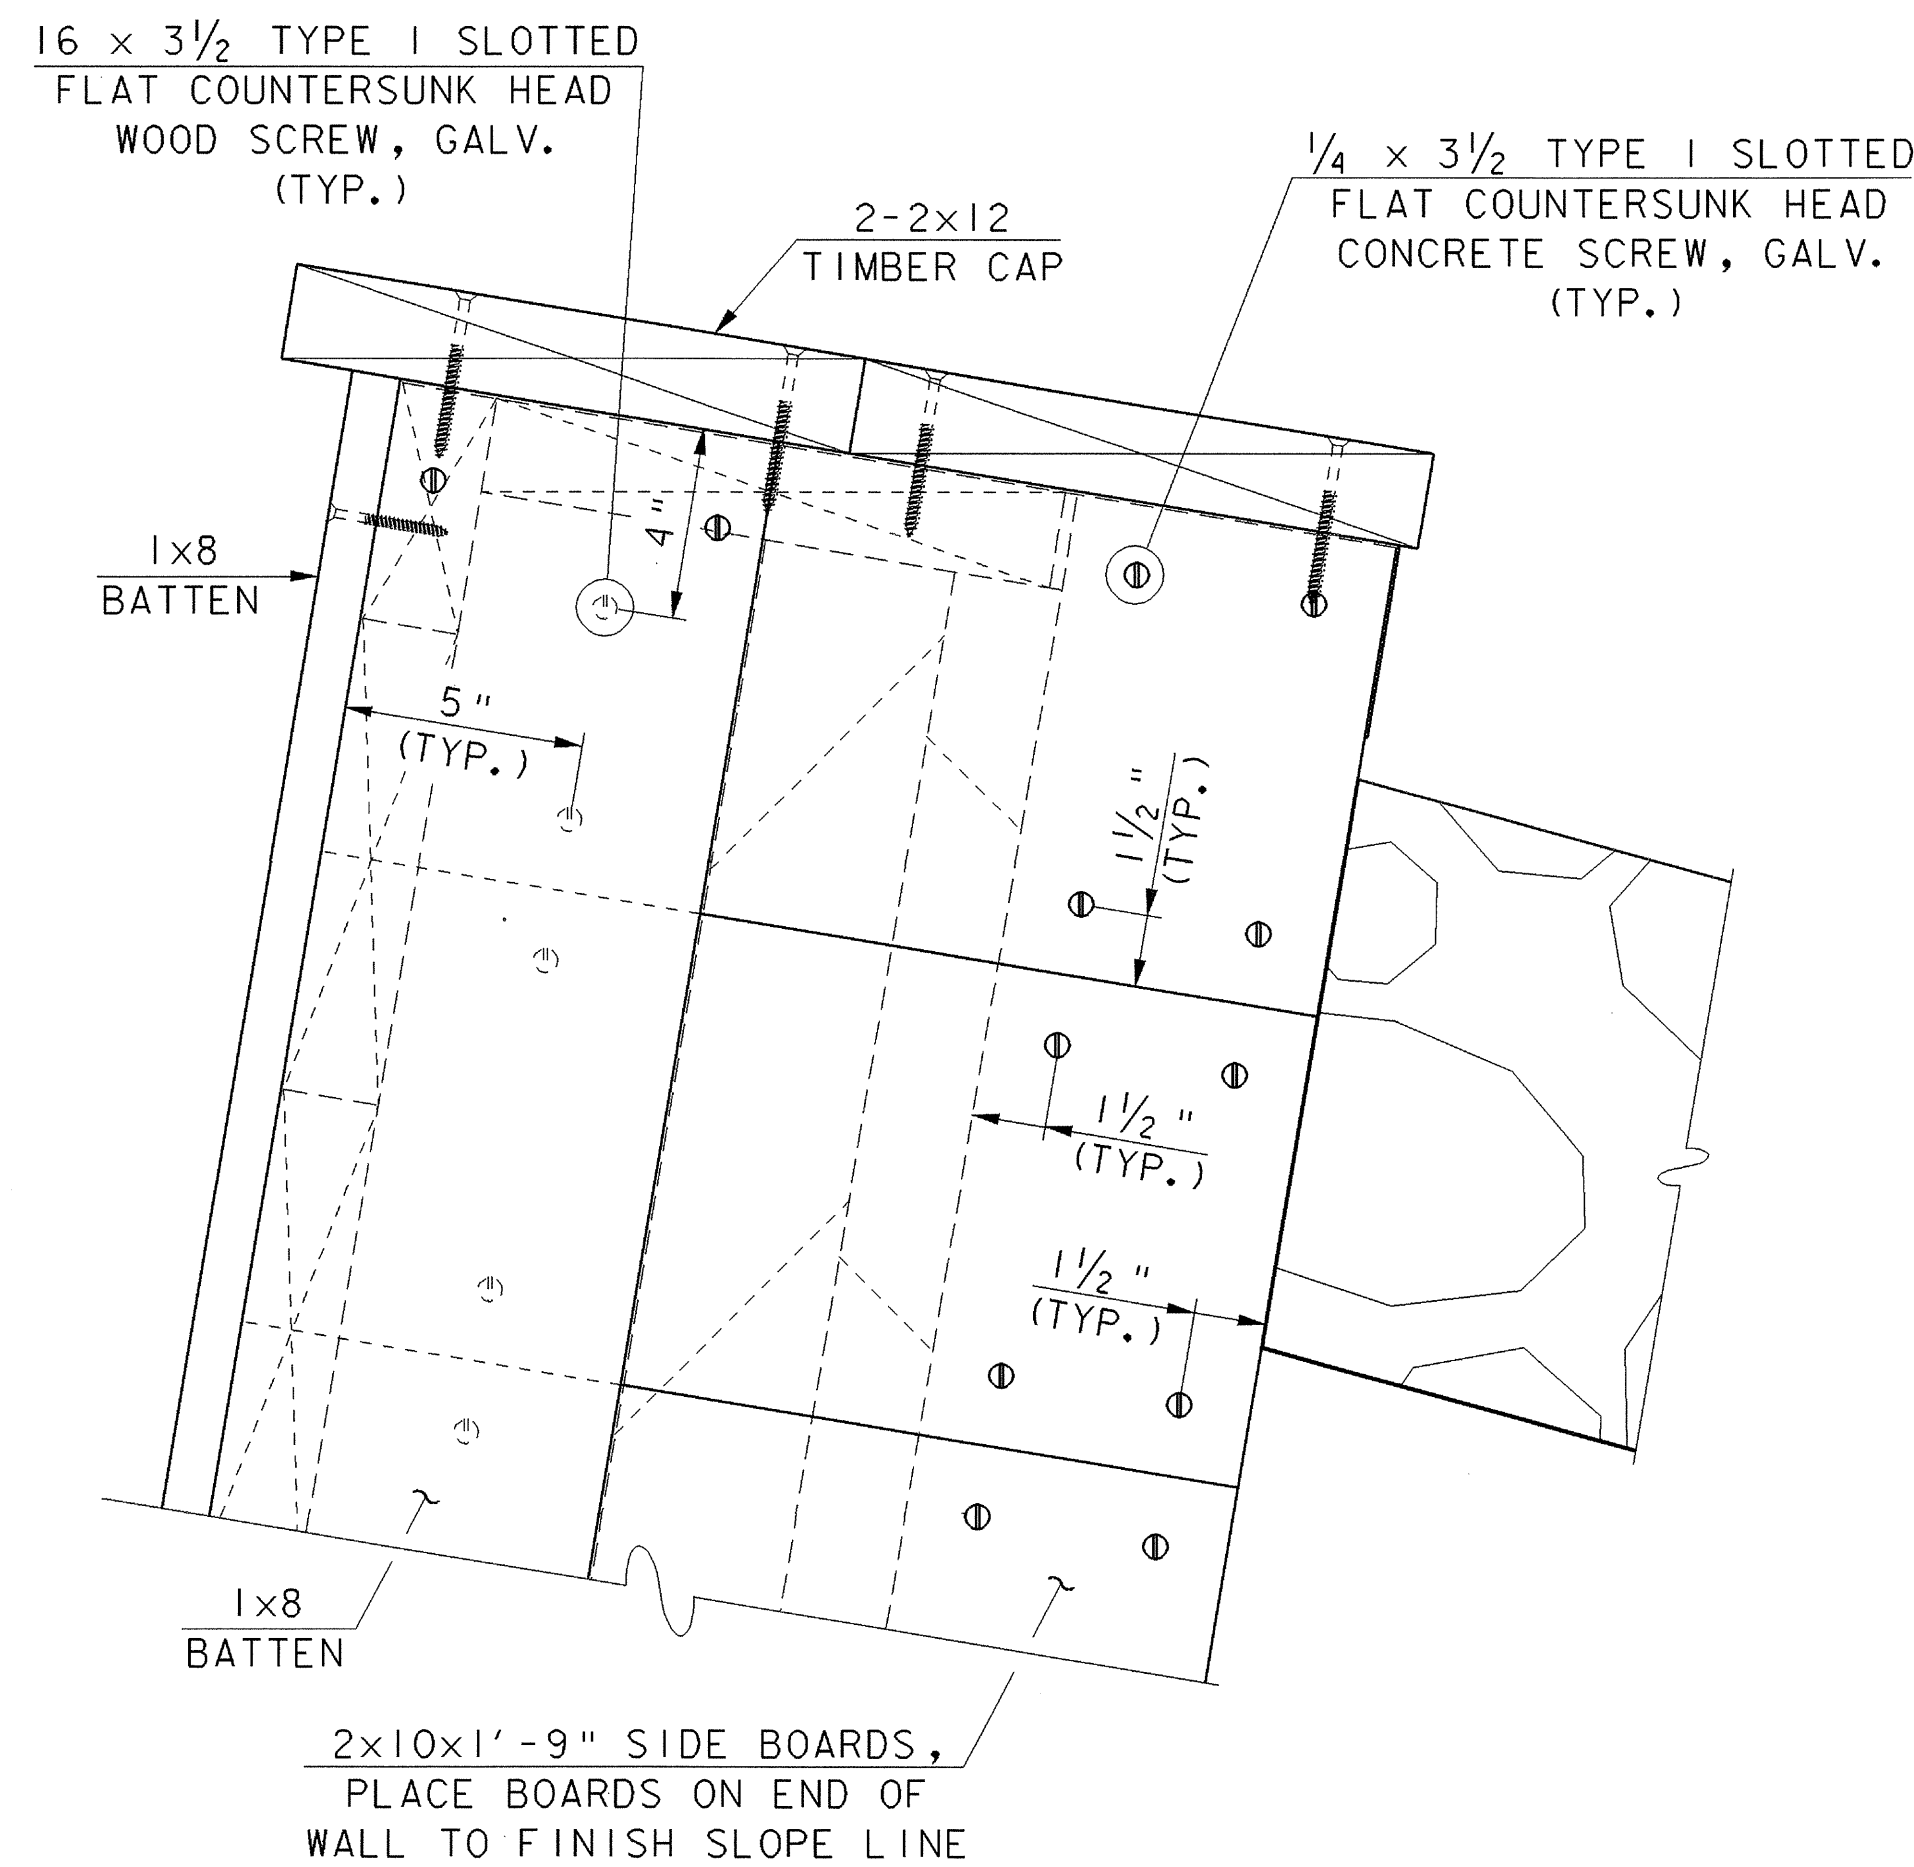 16 x 3½ TYPE 1 SLOTTED
FLAT COUNTERSUNK HEAD
WOOD SCREW, GALV.
(TYP.)
¼ x 3½ TYPE 1 SLOTTED
FLAT COUNTERSUNK HEAD
CONCRETE SCREW, GALV.
(TYP.)
2-2x12
TIMBER CAP
4"
1x8
BATTEN
5"
(TYP.)
1½"
(TYP.)
1½"
(TYP.)
1½"
(TYP.)
1x8
BATTEN
2x10x1'-9" SIDE BOARDS,
PLACE BOARDS ON END OF
WALL TO FINISH SLOPE LINE